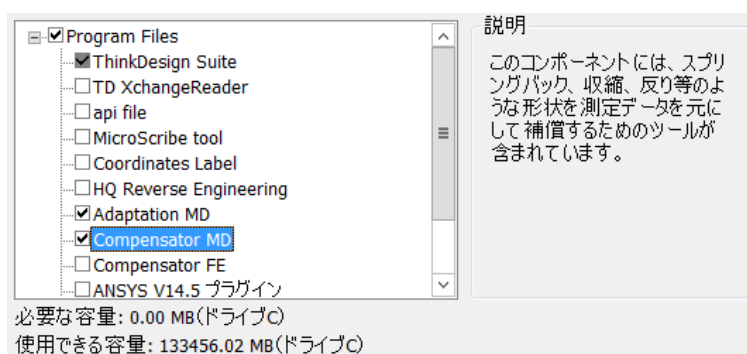 Program Files
ThinkDesign Suite
TD XchangeReader
api file
MicroScribe tool
Coordinates Label
HQ Reverse Engineering
Adaptation MD
Compensator MD
Compensator FE
ANSYS V14.5 プラグイン
説明
このコンポーネントには、スプリ
ングバック、収縮、反り等のよ
うな形状を測定データを元に
して補償するためのツールが
含まれています。
必要な容量: 0.00 MB(ドライブC)
使用できる容量: 133456.02 MB(ドライブC)